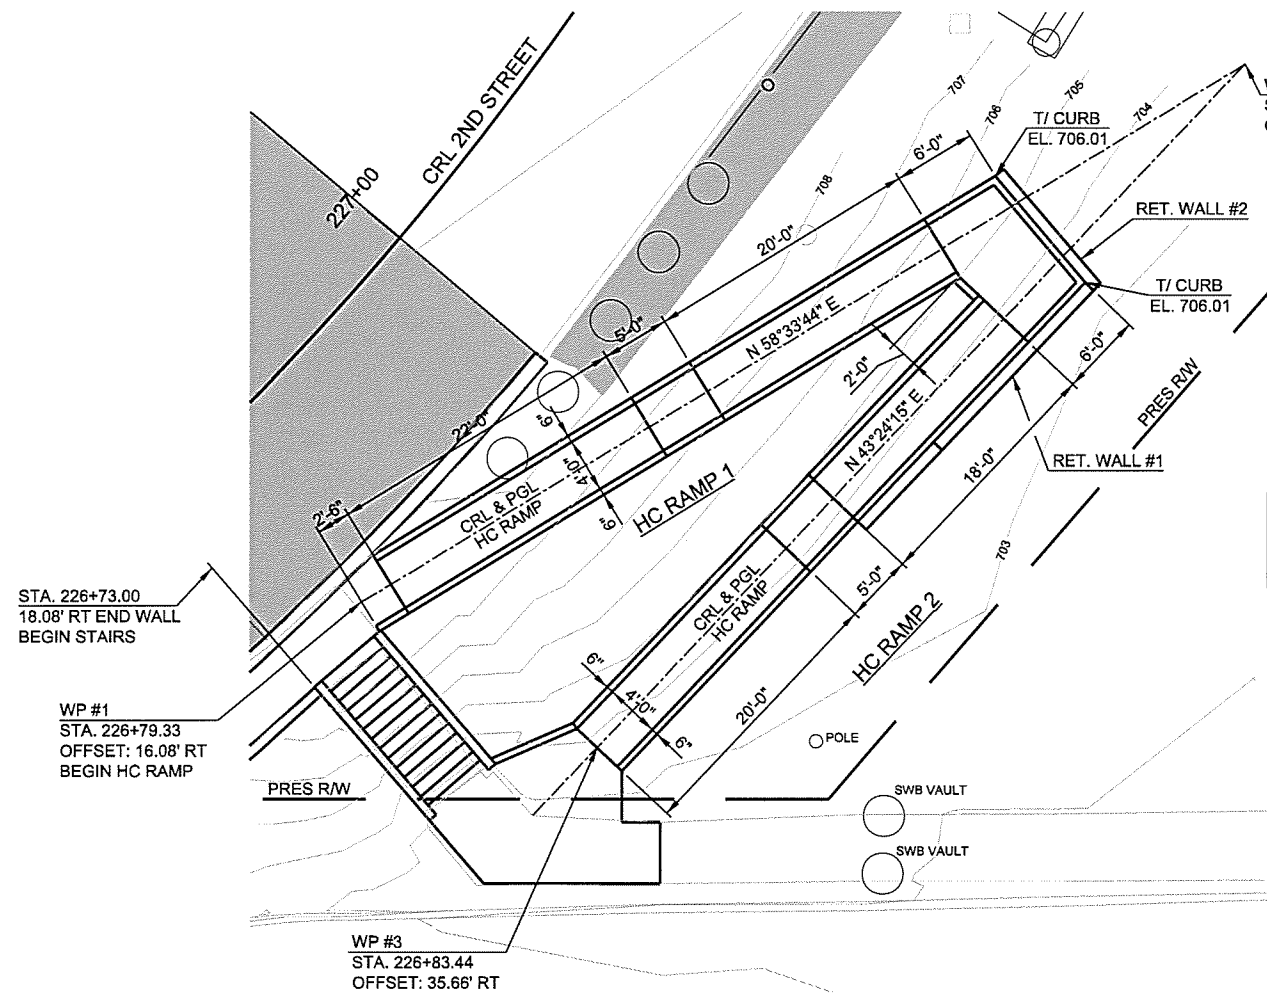 CRL 2ND STREET
227+00
O
707
706
705
704
708
T/ CURB
EL. 706.01
6'-0"
RET. WALL #2
20'-0"
T/ CURB
EL. 706.01
5'-0"
N 58°33'44" E
2'-0"
6'-0"
PRES R/W
22'-0"
6"
4'-0"
6"
N 43°24'15" E
RET. WALL #1
18'-0"
HC RAMP 1
CRL & PGL
HC RAMP
2'-6"
703
5'-0"
CRL & PGL
HC RAMP
HC RAMP 2
STA. 226+73.00
18.08' RT END WALL
BEGIN STAIRS
6"
4'-0"
6"
20'-0"
WP #1
STA. 226+79.33
OFFSET: 16.08' RT
BEGIN HC RAMP
POLE
PRES R/W
SWB VAULT
SWB VAULT
WP #3
STA. 226+83.44
OFFSET: 35.66' RT